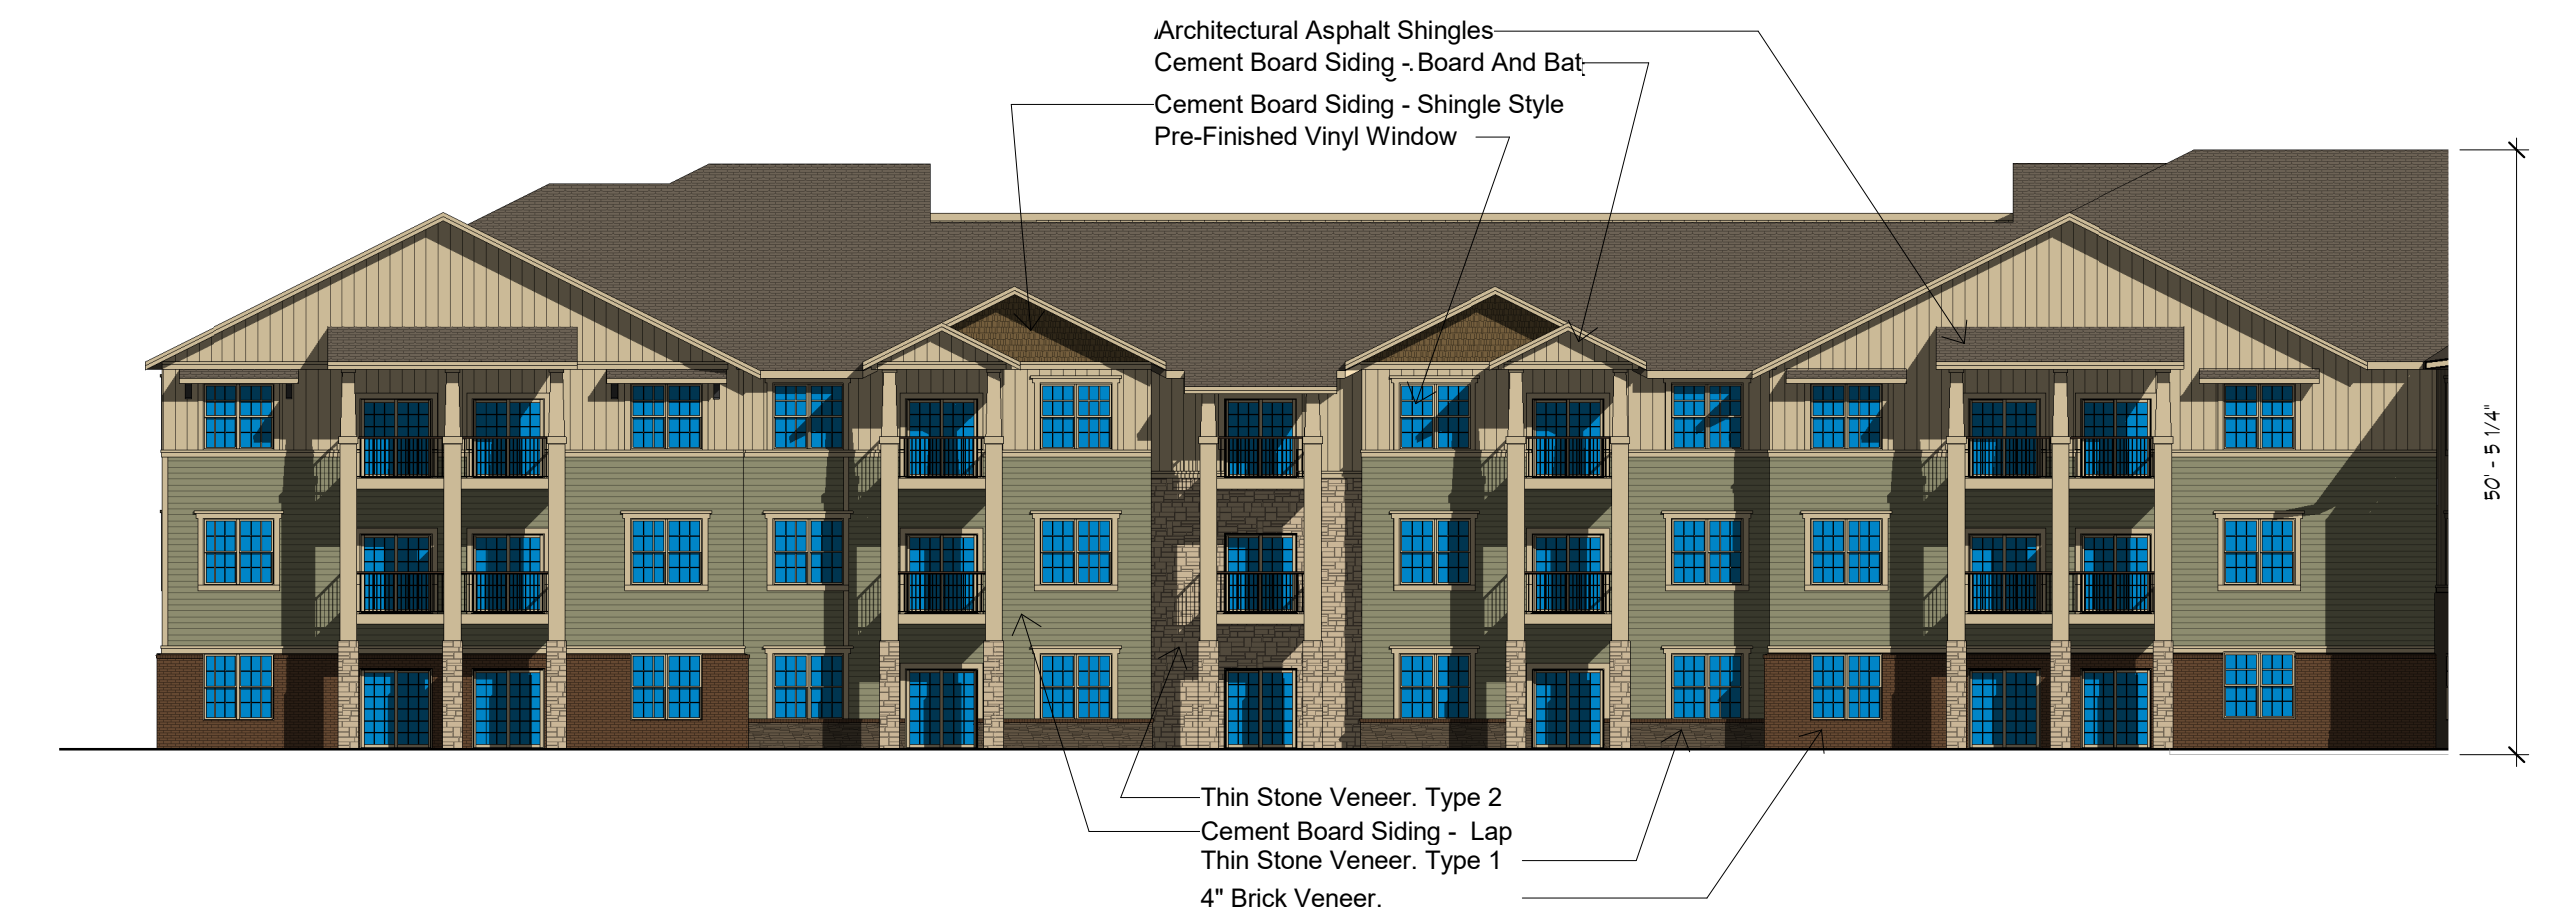 Architectural Asphalt Shingles
Cement Board Siding - Board And Bat
Cement Board Siding - Shingle Style
Pre-Finished Vinyl Window
50' - 5 1/4"
Thin Stone Veneer. Type 2
Cement Board Siding - Lap
Thin Stone Veneer. Type 1
4" Brick Veneer.